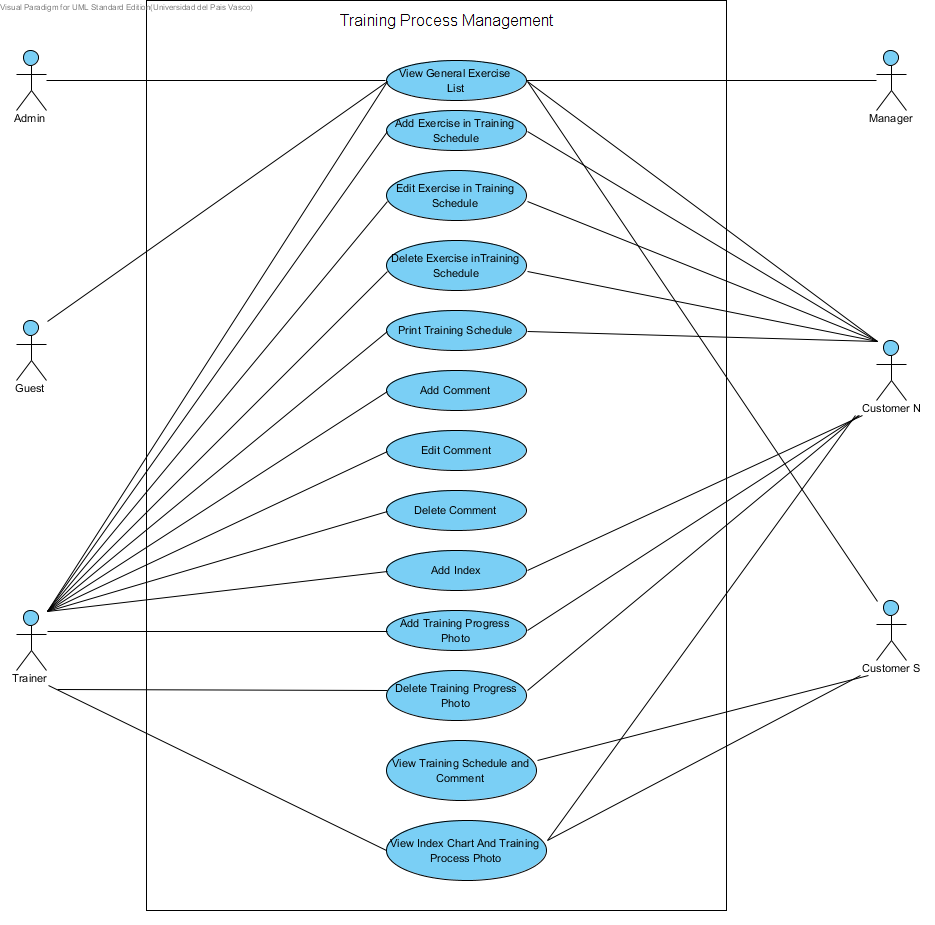 Visual Paradigm for UML Standard Edition(Universidad del Pais Vasco)
Training Process Management
View General Exercise
List
Admin
Manager
Add Exercise in Training
Schedule
Edit Exercise in Training
Schedule
Delete Exercise inTraining
Schedule
Print Training Schedule
Guest
Add Comment
Customer N
Edit Comment
Delete Comment
Add Index
Add Training Progress
Photo
Trainer
Customer S
Delete Training Progress
Photo
View Training Schedule and
Comment
View Index Chart And Training
Process Photo